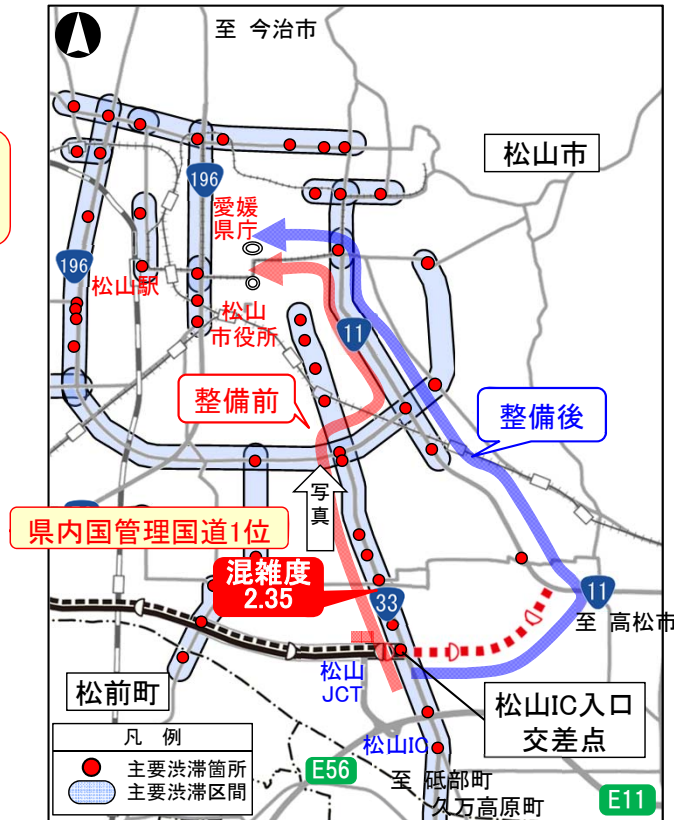 至 今治市
松山市
196
愛媛
県庁
196
松山駅
松山
市役所
11
整備前
整備後
写
真
県内国管理国道1位
混雑度
2.35
33
11
至 高松市
松山
JCT
松山IC入口
交差点
松前町
松山IC
凡 例
主要渋滞箇所
主要渋滞区間
E56
至 砥部町
久万高原町
E11